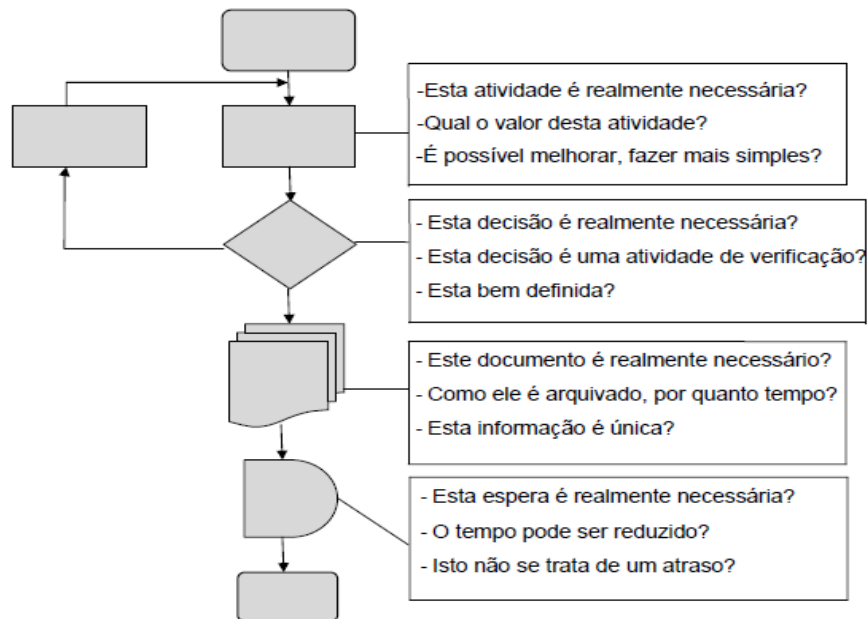 -Esta atividade é realmente necessária?
-Qual o valor desta atividade?
-É possível melhorar, fazer mais simples?
- Esta decisão é realmente necessária?
- Esta decisão é uma atividade de verificação?
- Esta bem definida?
- Este documento é realmente necessário?
- Como ele é arquivado, por quanto tempo?
- Esta informação é única?
- Esta espera é realmente necessária?
- O tempo pode ser reduzido?
- Isto não se trata de um atraso?